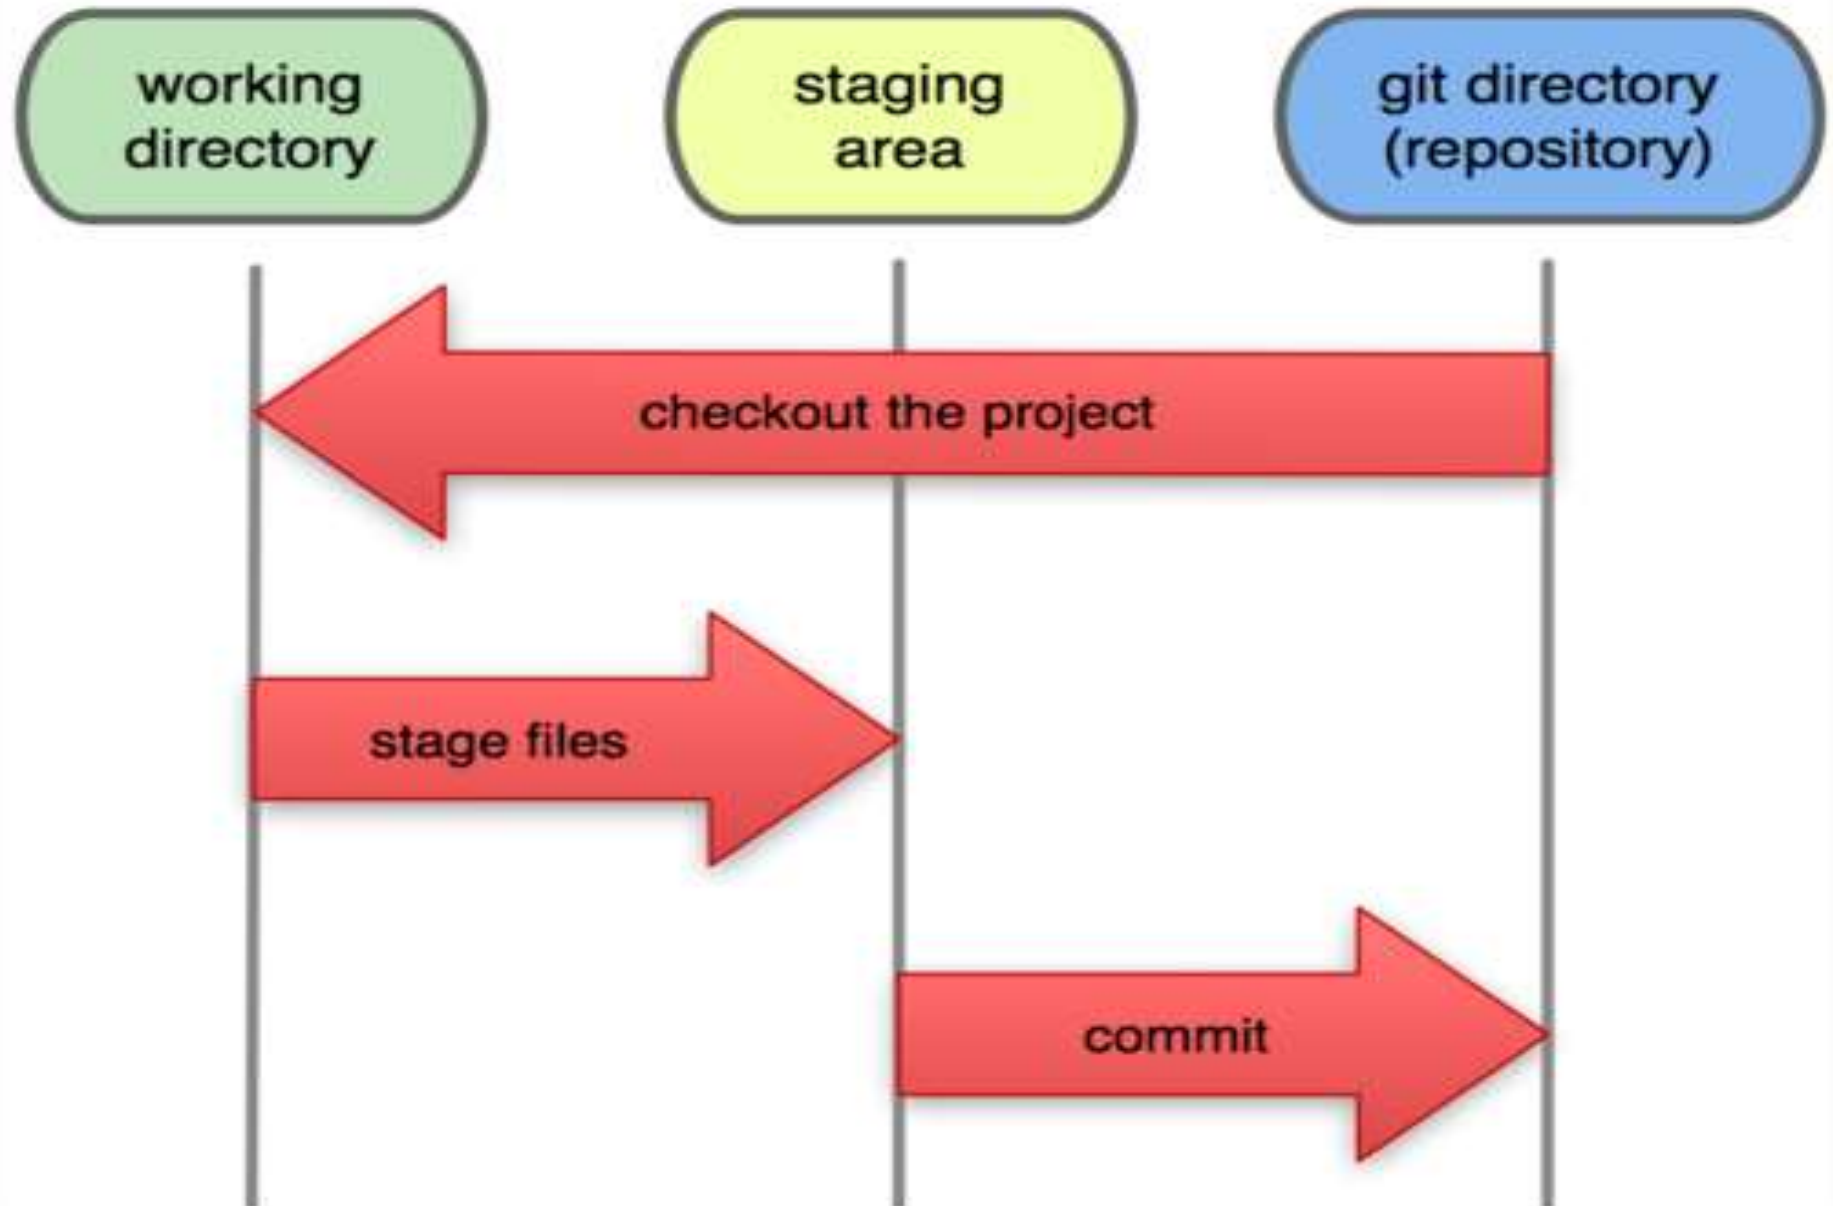 working
directory
staging
area
git directory
(repository)
checkout the project
stage files
commit